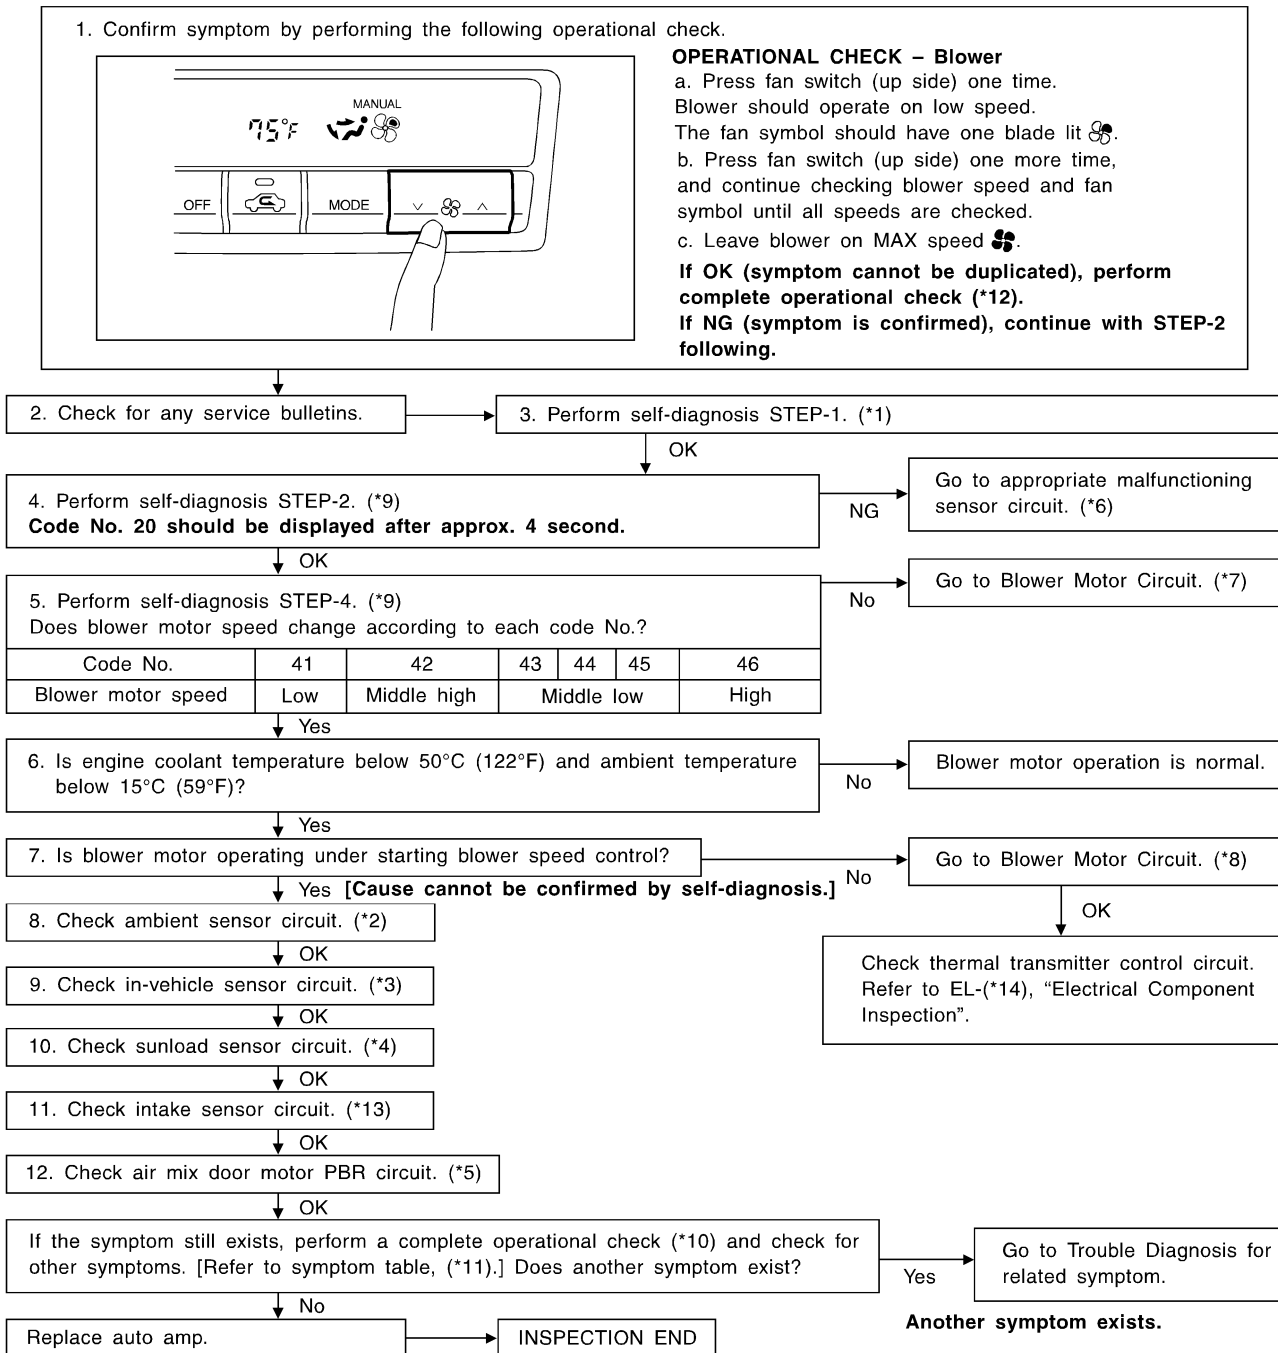 1. Confirm symptom by performing the following operational check.
MANUAL
75°F
OFF
MODE
OPERATIONAL CHECK – Blower
a. Press fan switch (up side) one time.
Blower should operate on low speed.
The fan symbol should have one blade lit .
b. Press fan switch (up side) one more time,
and continue checking blower speed and fan
symbol until all speeds are checked.
c. Leave blower on MAX speed .
If OK (symptom cannot be duplicated), perform
complete operational check (*12).
If NG (symptom is confirmed), continue with STEP-2
following.
2. Check for any service bulletins.
3. Perform self-diagnosis STEP-1. (*1)
OK
4. Perform self-diagnosis STEP-2. (*9)
Code No. 20 should be displayed after approx. 4 second.
NG
Go to appropriate malfunctioning
sensor circuit. (*6)
OK
5. Perform self-diagnosis STEP-4. (*9)
Does blower motor speed change according to each code No.?
No
Go to Blower Motor Circuit. (*7)
Code No. 41 42 43 44 45 46
Blower motor speed Low Middle high Middle low High
Yes
6. Is engine coolant temperature below 50°C (122°F) and ambient temperature
below 15°C (59°F)?
No
Blower motor operation is normal.
Yes
7. Is blower motor operating under starting blower speed control?
No
Go to Blower Motor Circuit. (*8)
Yes [Cause cannot be confirmed by self-diagnosis.]
OK
Check thermal transmitter control circuit.
Refer to EL-(*14), “Electrical Component
Inspection”.
8. Check ambient sensor circuit. (*2)
OK
9. Check in-vehicle sensor circuit. (*3)
OK
10. Check sunload sensor circuit. (*4)
OK
11. Check intake sensor circuit. (*13)
OK
12. Check air mix door motor PBR circuit. (*5)
OK
If the symptom still exists, perform a complete operational check (*10) and check for
other symptoms. [Refer to symptom table, (*11).] Does another symptom exist?
Yes
Go to Trouble Diagnosis for
related symptom.
Another symptom exists.
No
Replace auto amp.
INSPECTION END